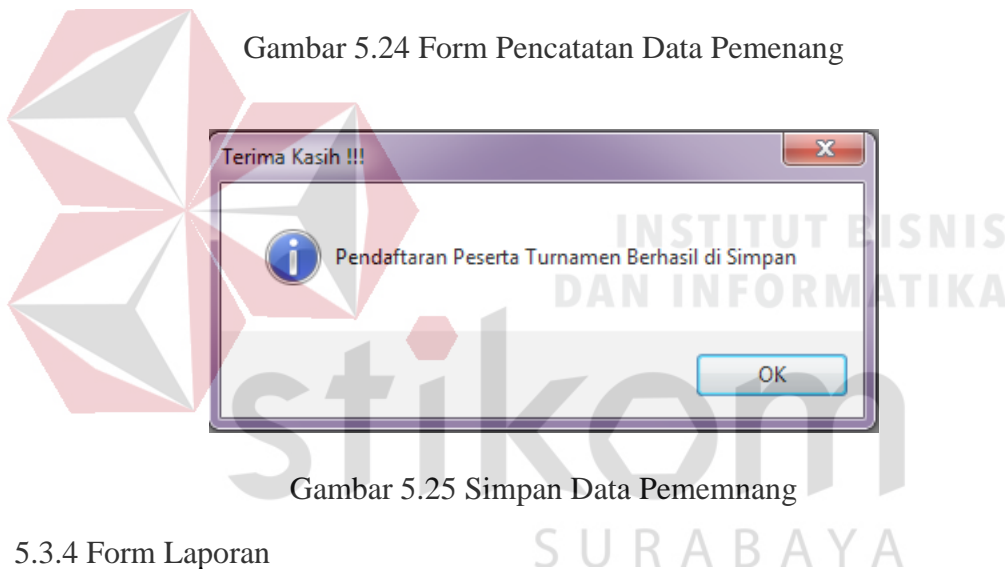 Gambar 5.24 Form Pencatatan Data Pemenang
Terima Kasih !!!
INSTITUT BISNIS
Pendaftaran Peserta Turnamen Berhasil di Simpan
DAN INFORMATIKA
OK
stikom
Gambar 5.25 Simpan Data Pememnang
SURABAYA
5.3.4 Form Laporan